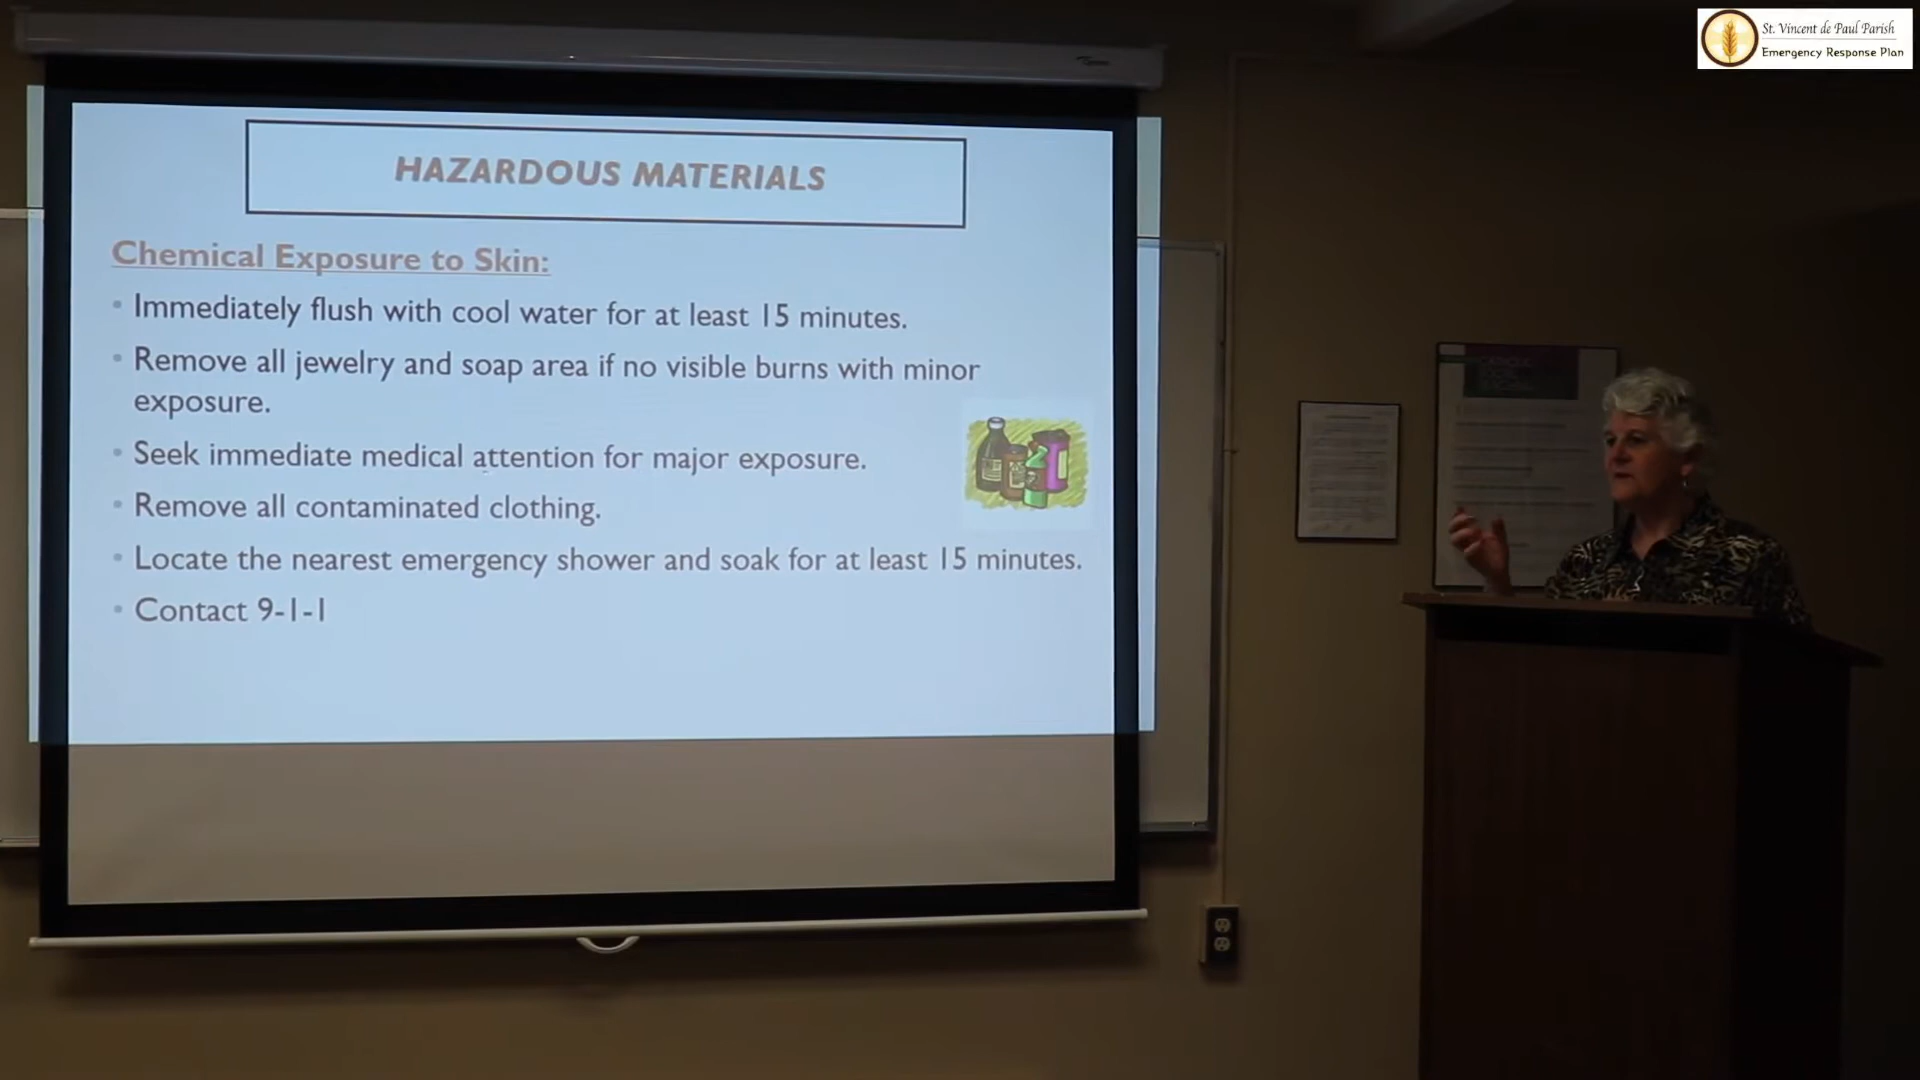 St. Vincent de Paul Parish
Emergency Response Plan
HAZARDOUS MATERIALS
Chemical Exposure to Skin:
• Immediately flush with cool water for at least 15 minutes.
• Remove all jewelry and soap area if no visible burns with minor
exposure.
• Seek immediate medical attention for major exposure.
• Remove all contaminated clothing.
• Locate the nearest emergency shower and soak for at least 15 minutes.
• Contact 9-1-1